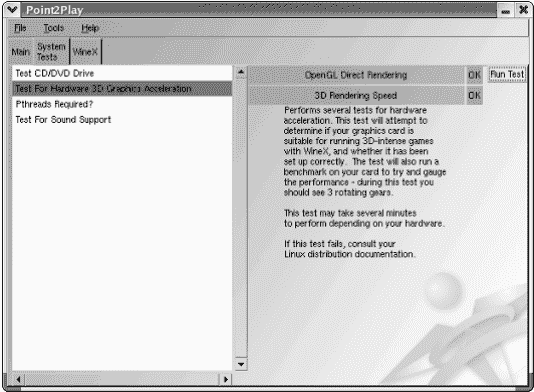 Point2Play
File Tools Help
Main System Tests WineX
Test CD/DVD Drive
Test For Hardware 3D Graphics Acceleration
Pthreads Required?
Test For Sound Support
OpenGL Direct Rendering OK Run Test
3D Rendering Speed OK
Performs several tests for hardware
acceleration. This test will attempt to
determine if your graphics card is
suitable for running 3D-intense games
with WineX, and whether it has been
set up correctly. The test will also run a
benchmark on your card to try and gauge
the performance - during this test you
should see 3 rotating gears.
This test may take several minutes
to perform depending on your hardware.
If this test fails, consult your
Linux distribution documentation.